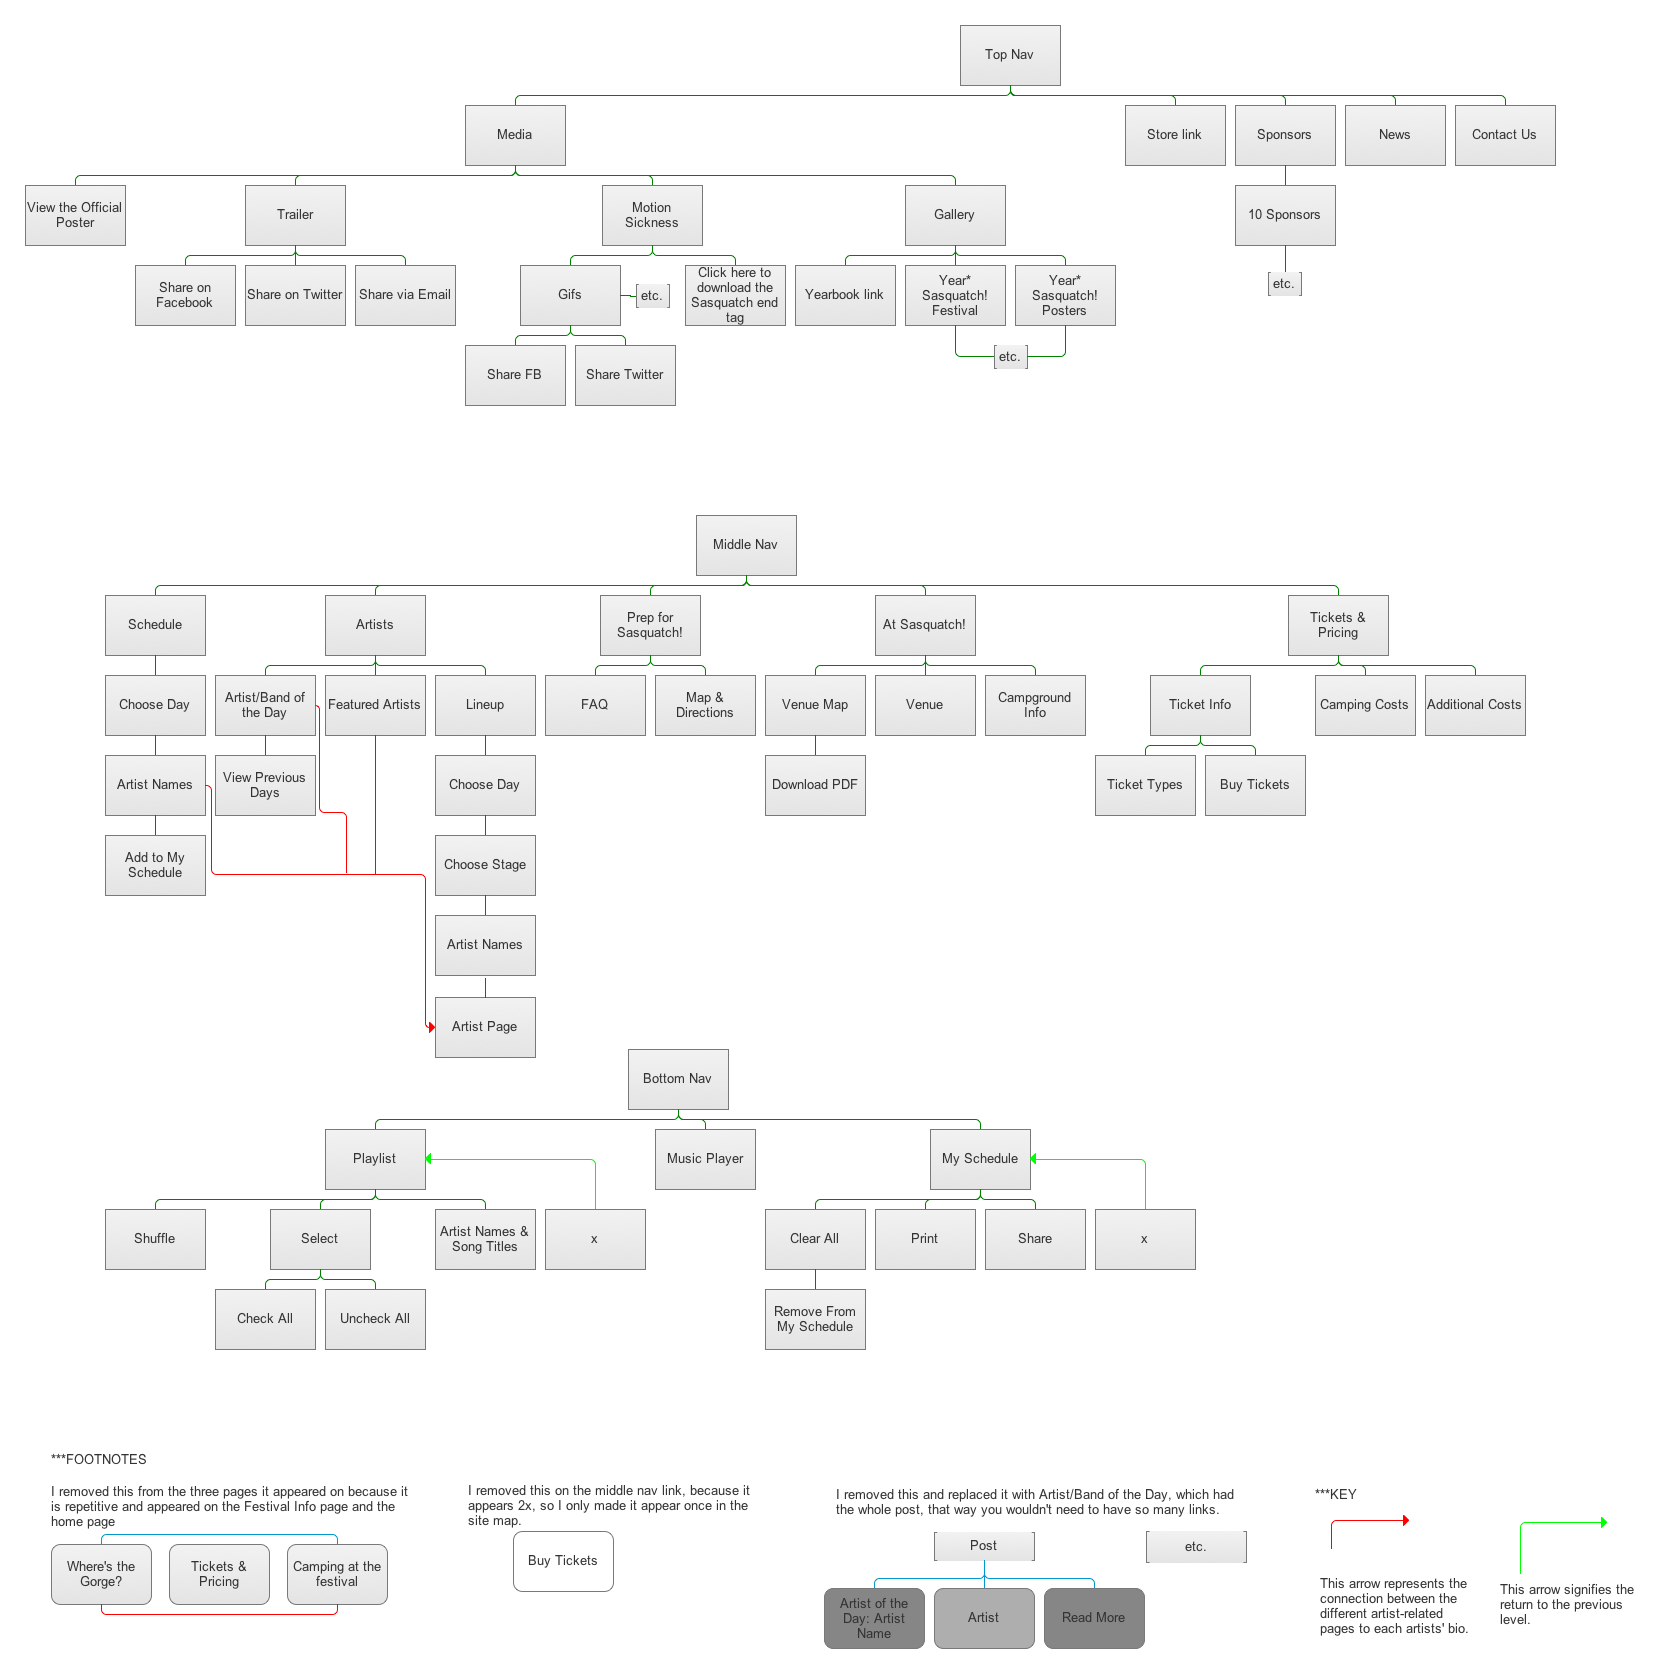 Top Nav
Media
Store link
Sponsors
News
Contact Us
View the Official
Poster
Trailer
Motion
Sickness
Gallery
10 Sponsors
Share on
Facebook
Share on Twitter
Share via Email
Gifs
etc.
Click here to
download the
Sasquatch end
tag
Yearbook link
Year*
Sasquatch!
Festival
Year*
Sasquatch!
Posters
etc.
Share FB
Share Twitter
etc.
Middle Nav
Schedule
Artists
Prep for
Sasquatch!
At Sasquatch!
Tickets &
Pricing
Choose Day
Artist/Band of
the Day
Featured Artists
Lineup
FAQ
Map &
Directions
Venue Map
Venue
Campground
Info
Ticket Info
Camping Costs
Additional Costs
Artist Names
View Previous
Days
Choose Day
Download PDF
Ticket Types
Buy Tickets
Add to My
Schedule
Choose Stage
Artist Names
Artist Page
Bottom Nav
Playlist
Music Player
My Schedule
Shuffle
Select
Artist Names &
Song Titles
x
Clear All
Print
Share
x
Check All
Uncheck All
Remove From
My Schedule
***FOOTNOTES
I removed this from the three pages it appeared on because it
is repetitive and appeared on the Festival Info page and the
home page
Where's the
Gorge?
Tickets &
Pricing
Camping at the
festival
I removed this on the middle nav link, because it
appears 2x, so I only made it appear once in the
site map.
Buy Tickets
I removed this and replaced it with Artist/Band of the Day, which had
the whole post, that way you wouldn't need to have so many links.
Post
etc.
Artist of the
Day: Artist
Name
Artist
Read More
***KEY
This arrow represents the
connection between the
different artist-related
pages to each artists' bio.
This arrow signifies the
return to the previous
level.